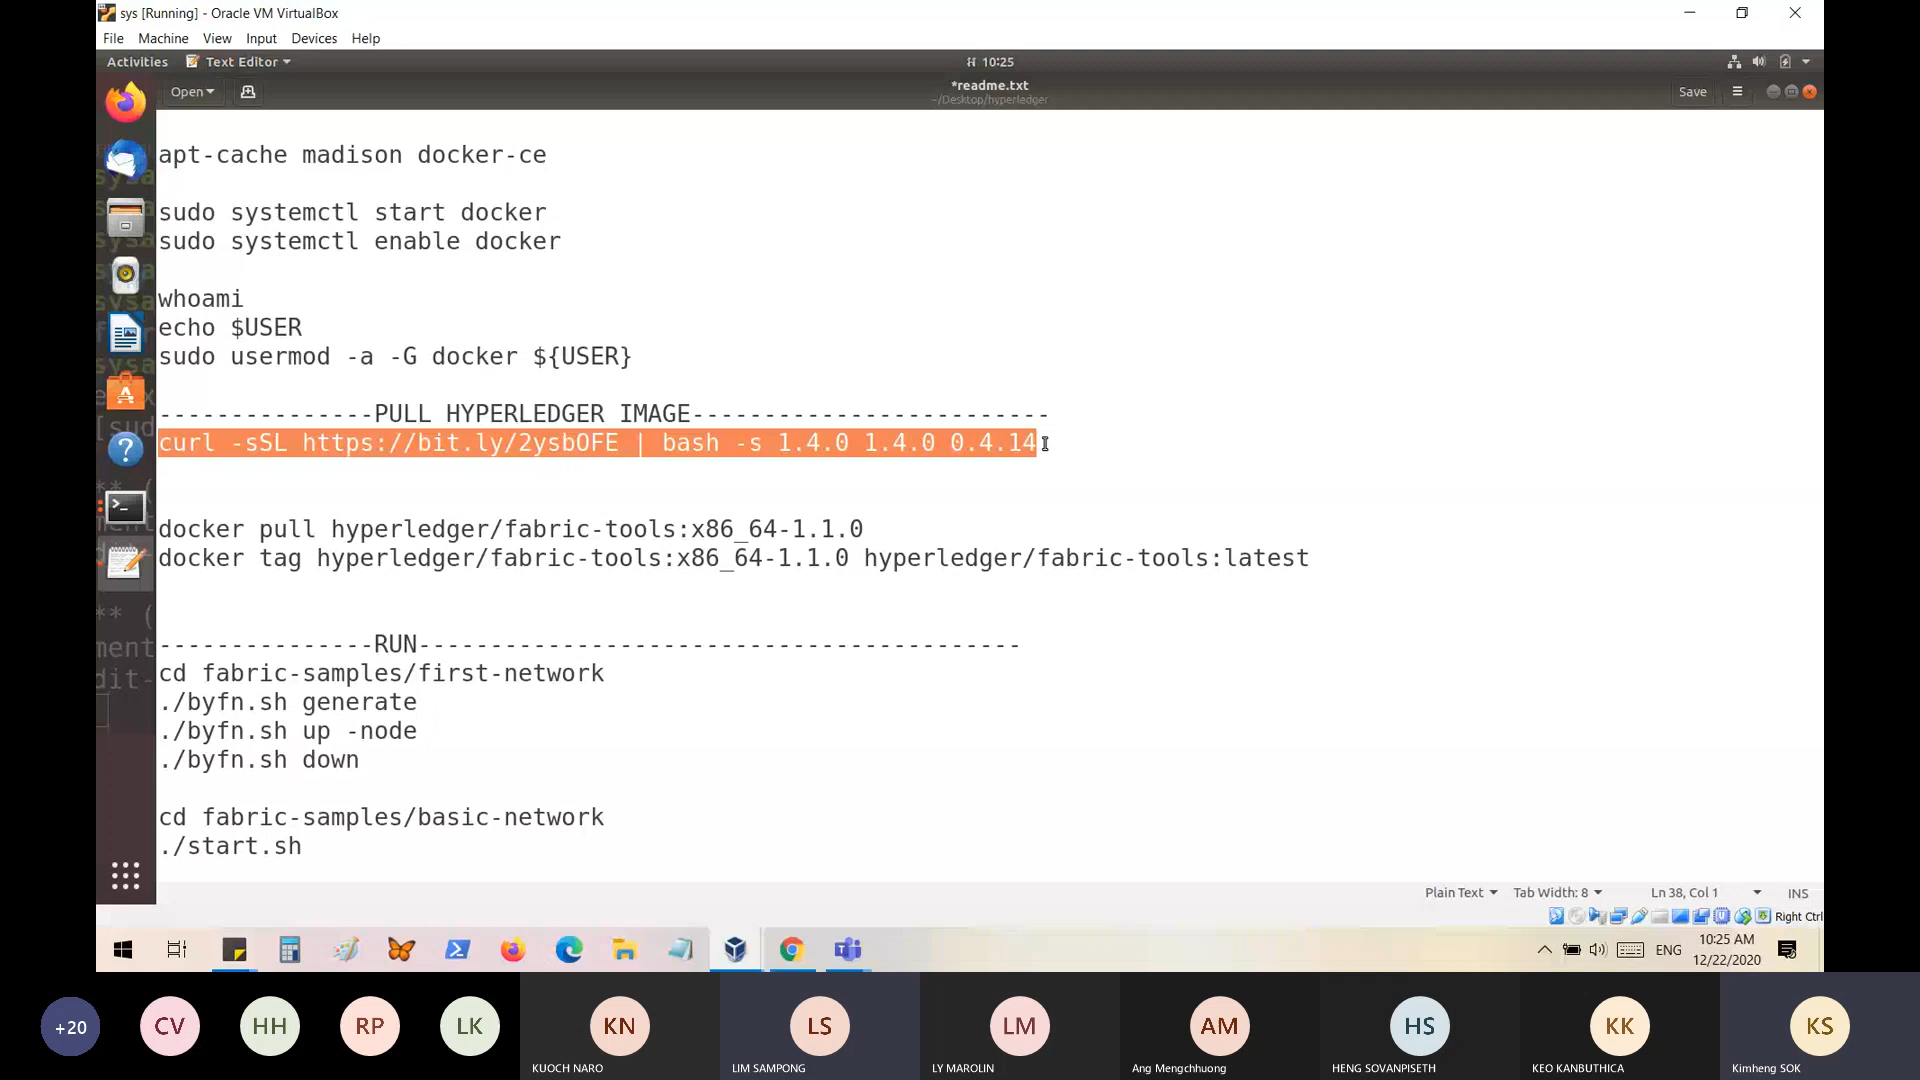 sys [Running] - Oracle VM VirtualBox
File Machine View Input Devices Help
Activities Text Editor 10:25
Open *readme.txt Save
~/Desktop/hyperledger
apt-cache madison docker-ce
sudo systemctl start docker
sudo systemctl enable docker
whoami
echo $USER
sudo usermod -a -G docker ${USER}
---------------PULL HYPERLEDGER IMAGE-------------------------
curl -sSL https://bit.ly/2ysbOFE | bash -s 1.4.0 1.4.0 0.4.14
docker pull hyperledger/fabric-tools:x86_64-1.1.0
docker tag hyperledger/fabric-tools:x86_64-1.1.0 hyperledger/fabric-tools:latest
---------------RUN------------------------------------------
cd fabric-samples/first-network
./byfn.sh generate
./byfn.sh up -node
./byfn.sh down
cd fabric-samples/basic-network
./start.sh
Plain Text Tab Width: 8 Ln 38, Col 1 INS
Right Ctrl
ENG 10:25 AM
12/22/2020
+20 CV HH RP LK KN LS LM AM HS KK KS
KUOCH NARO LIM SAMPONG LY MAROLIN Ang Mengchhuong HENG SOVANPISETH KEO KANBUTHICA Kimheng SOK